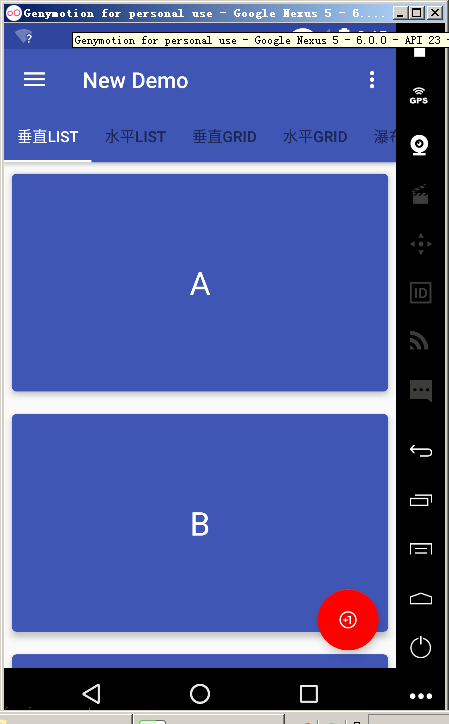 Genymotion for personal use - Google Nexus 5 - 6....
Genymotion for personal use - Google Nexus 5 - 6.0.0 - API 23 -
GPS
New Demo
垂直LIST 水平LIST 垂直GRID 水平GRID
A
ID
B
+1